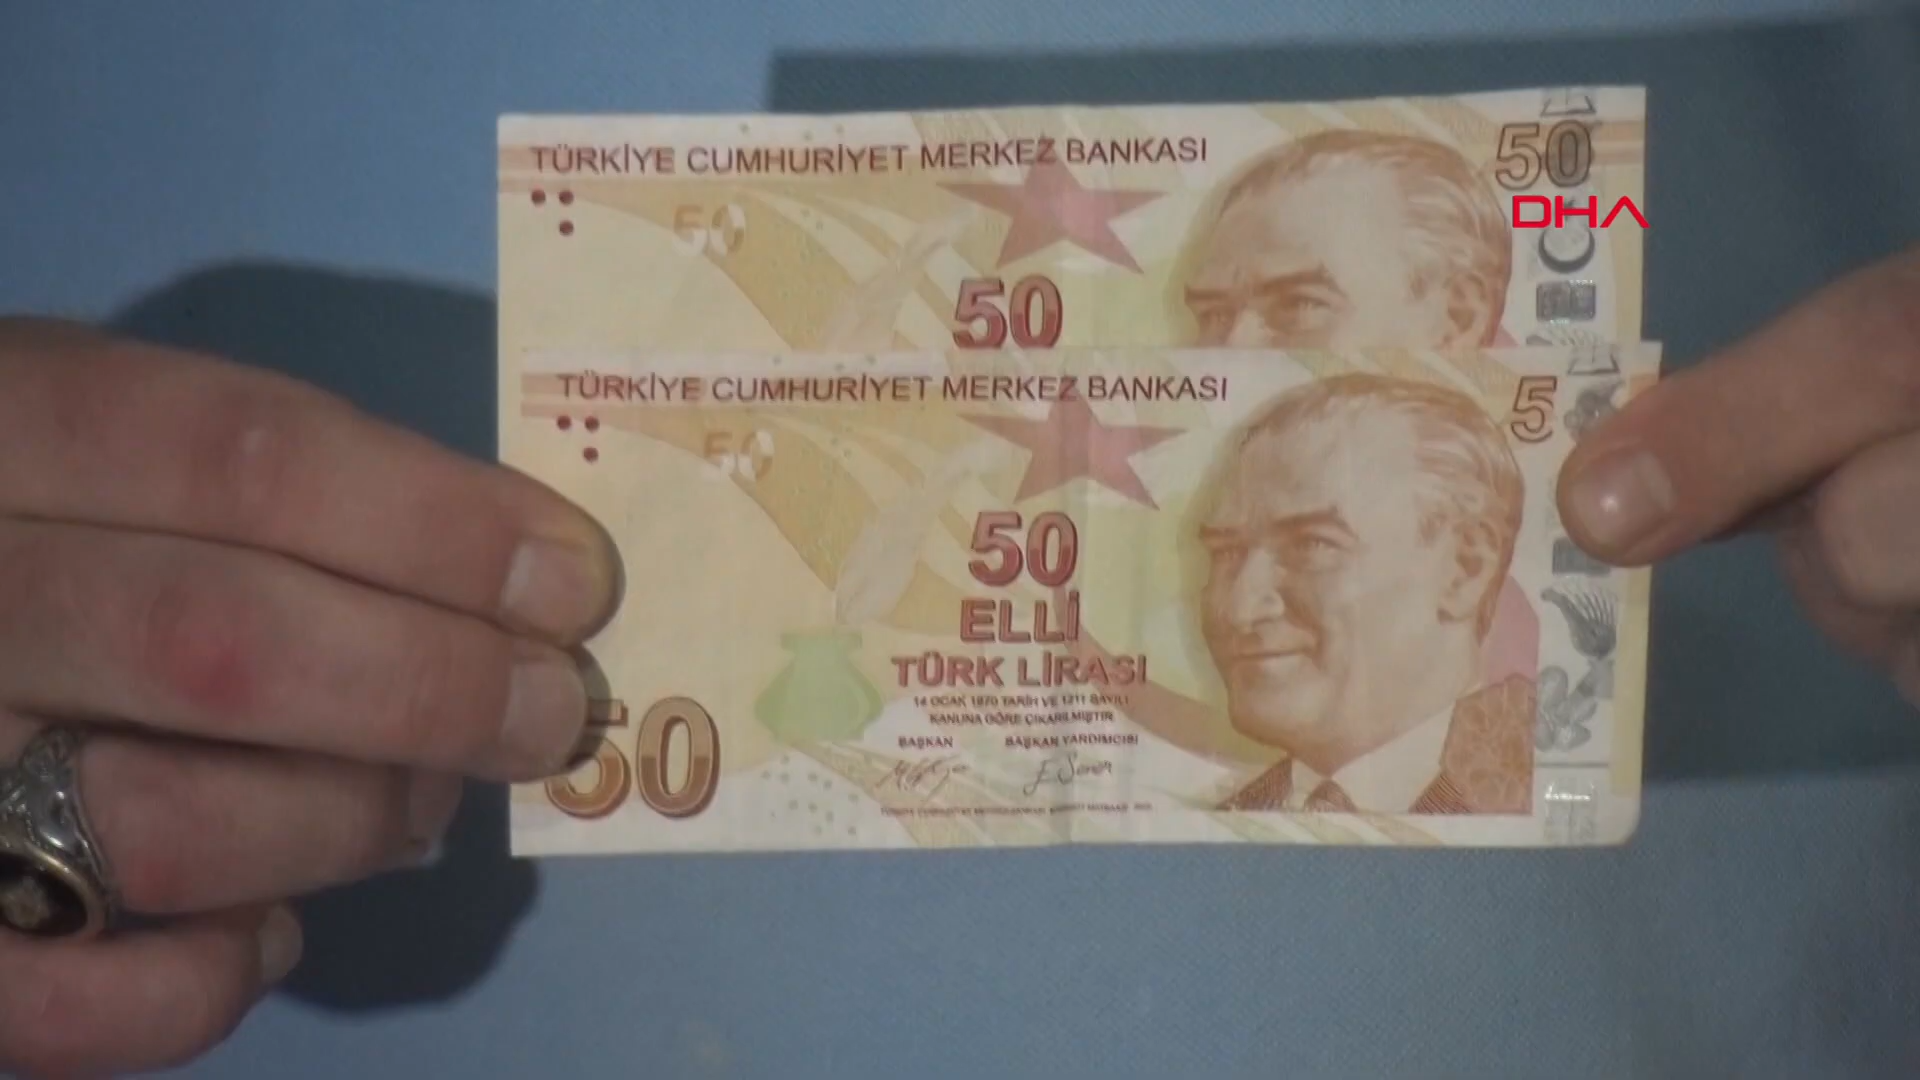 TÜRKİYE CUMHURİYET MERKEZ BANKASI
50
50
DHA
50
TÜRKİYE CUMHURİYET MERKEZ BANKASI
5
50
50
ELLİ
TÜRK LİRASI
14 OCAK 1970 TARİH VE 1211 SAYILI
KANUNA GÖRE ÇIKARILMIŞTIR
BAŞKAN BAŞKAN YARDIMCISI
50